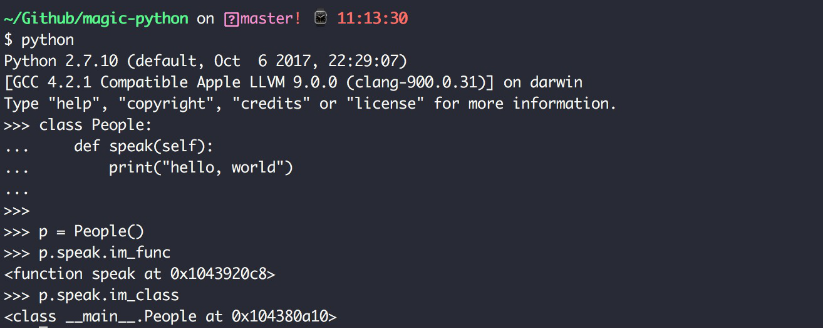 ~/Github/magic-python on master! 11:13:30
$ python
Python 2.7.10 (default, Oct  6 2017, 22:29:07)
[GCC 4.2.1 Compatible Apple LLVM 9.0.0 (clang-900.0.31)] on darwin
Type "help", "copyright", "credits" or "license" for more information.
>>> class People:
...     def speak(self):
...         print("hello, world")
...
>>>
>>> p = People()
>>> p.speak.im_func
<function speak at 0x1043920c8>
>>> p.speak.im_class
<class __main__.People at 0x104380a10>